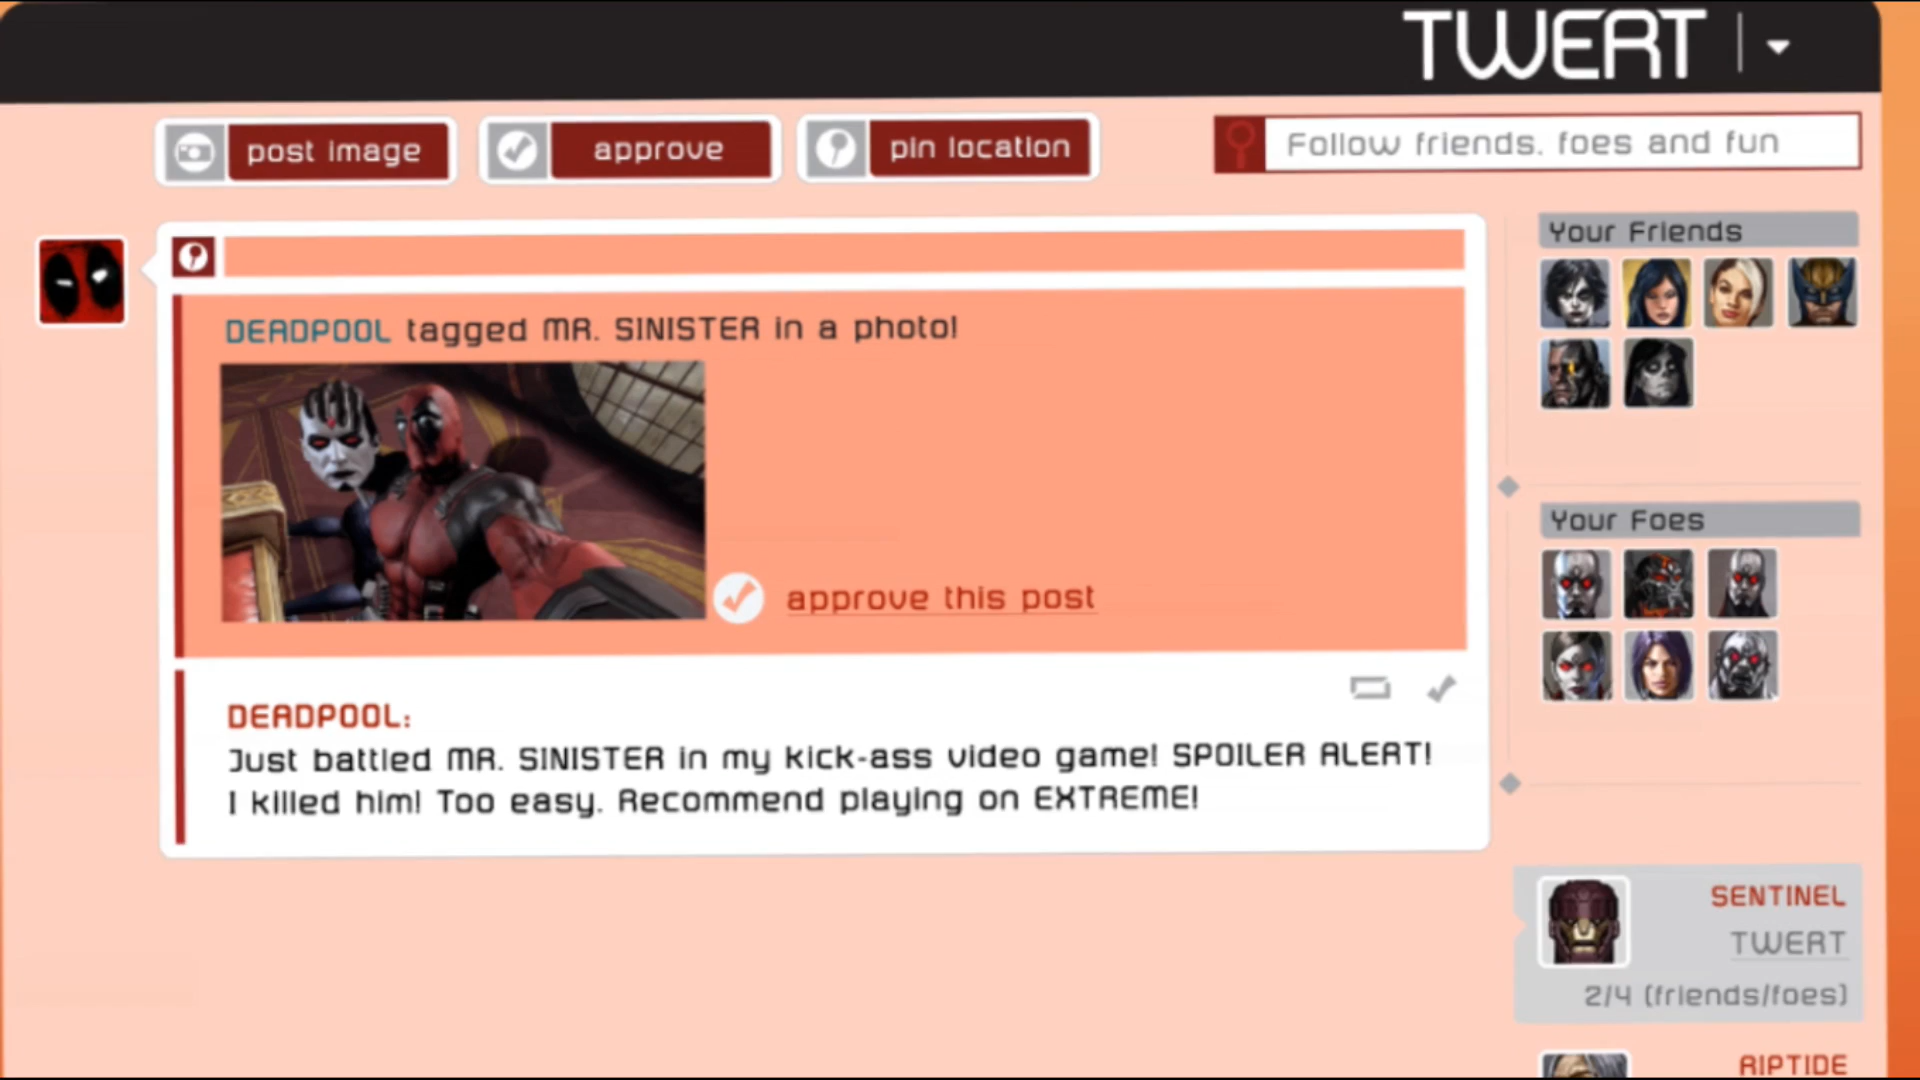 TWERT
post image
approve
pin location
Follow friends. foes and fun
Your Friends
DEADPOOL tagged MR. SINISTER in a photo!
approve this post
Your Foes
DEADPOOL:
Just battled MR. SINISTER in my kick-ass video game! SPOILER ALERT!
I killed him! Too easy. Recommend playing on EXTREME!
SENTINEL
TWERT
2/4 (friends/foes)
RIPTIDE